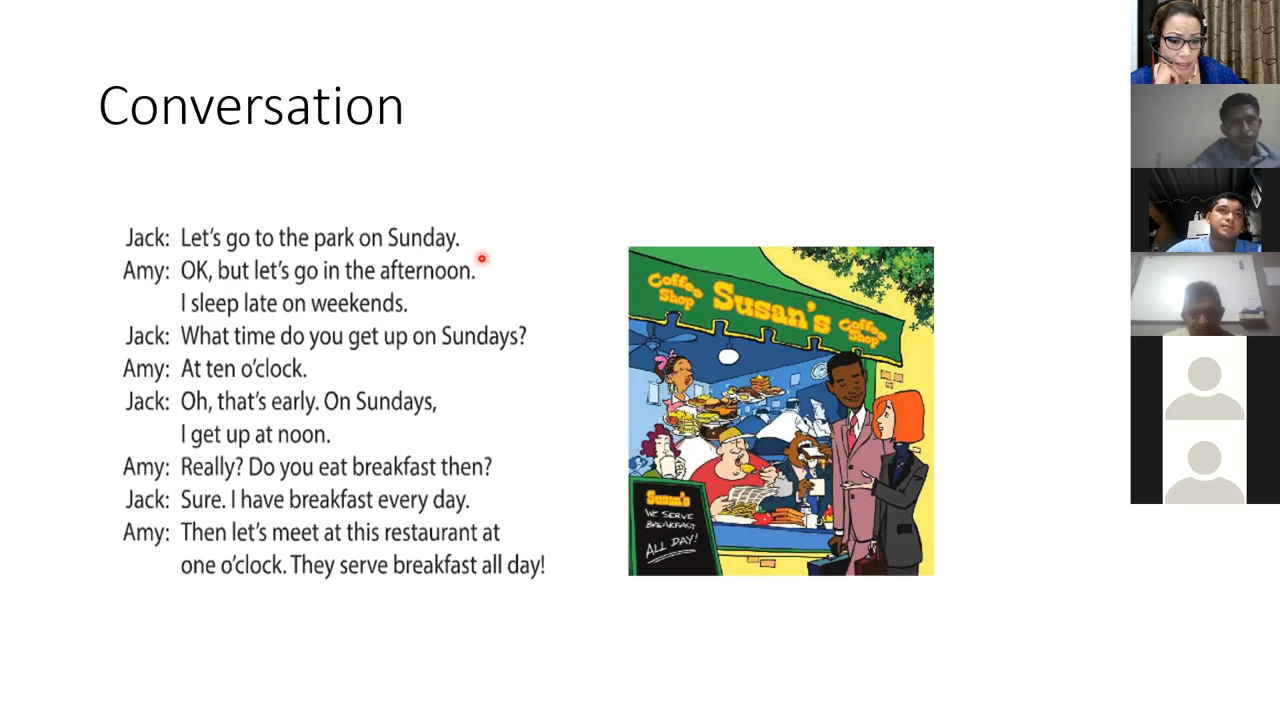 Conversation
Jack: Let's go to the park on Sunday.
Amy: OK, but let's go in the afternoon.
I sleep late on weekends.
Jack: What time do you get up on Sundays?
Amy: At ten o'clock.
Jack: Oh, that's early. On Sundays,
I get up at noon.
Amy: Really? Do you eat breakfast then?
Jack: Sure. I have breakfast every day.
Amy: Then let's meet at this restaurant at
one o'clock. They serve breakfast all day!
Coffee Shop
Susan's
Coffee Shop
Susan's
WE SERVE
BREAKFAST
ALL DAY!